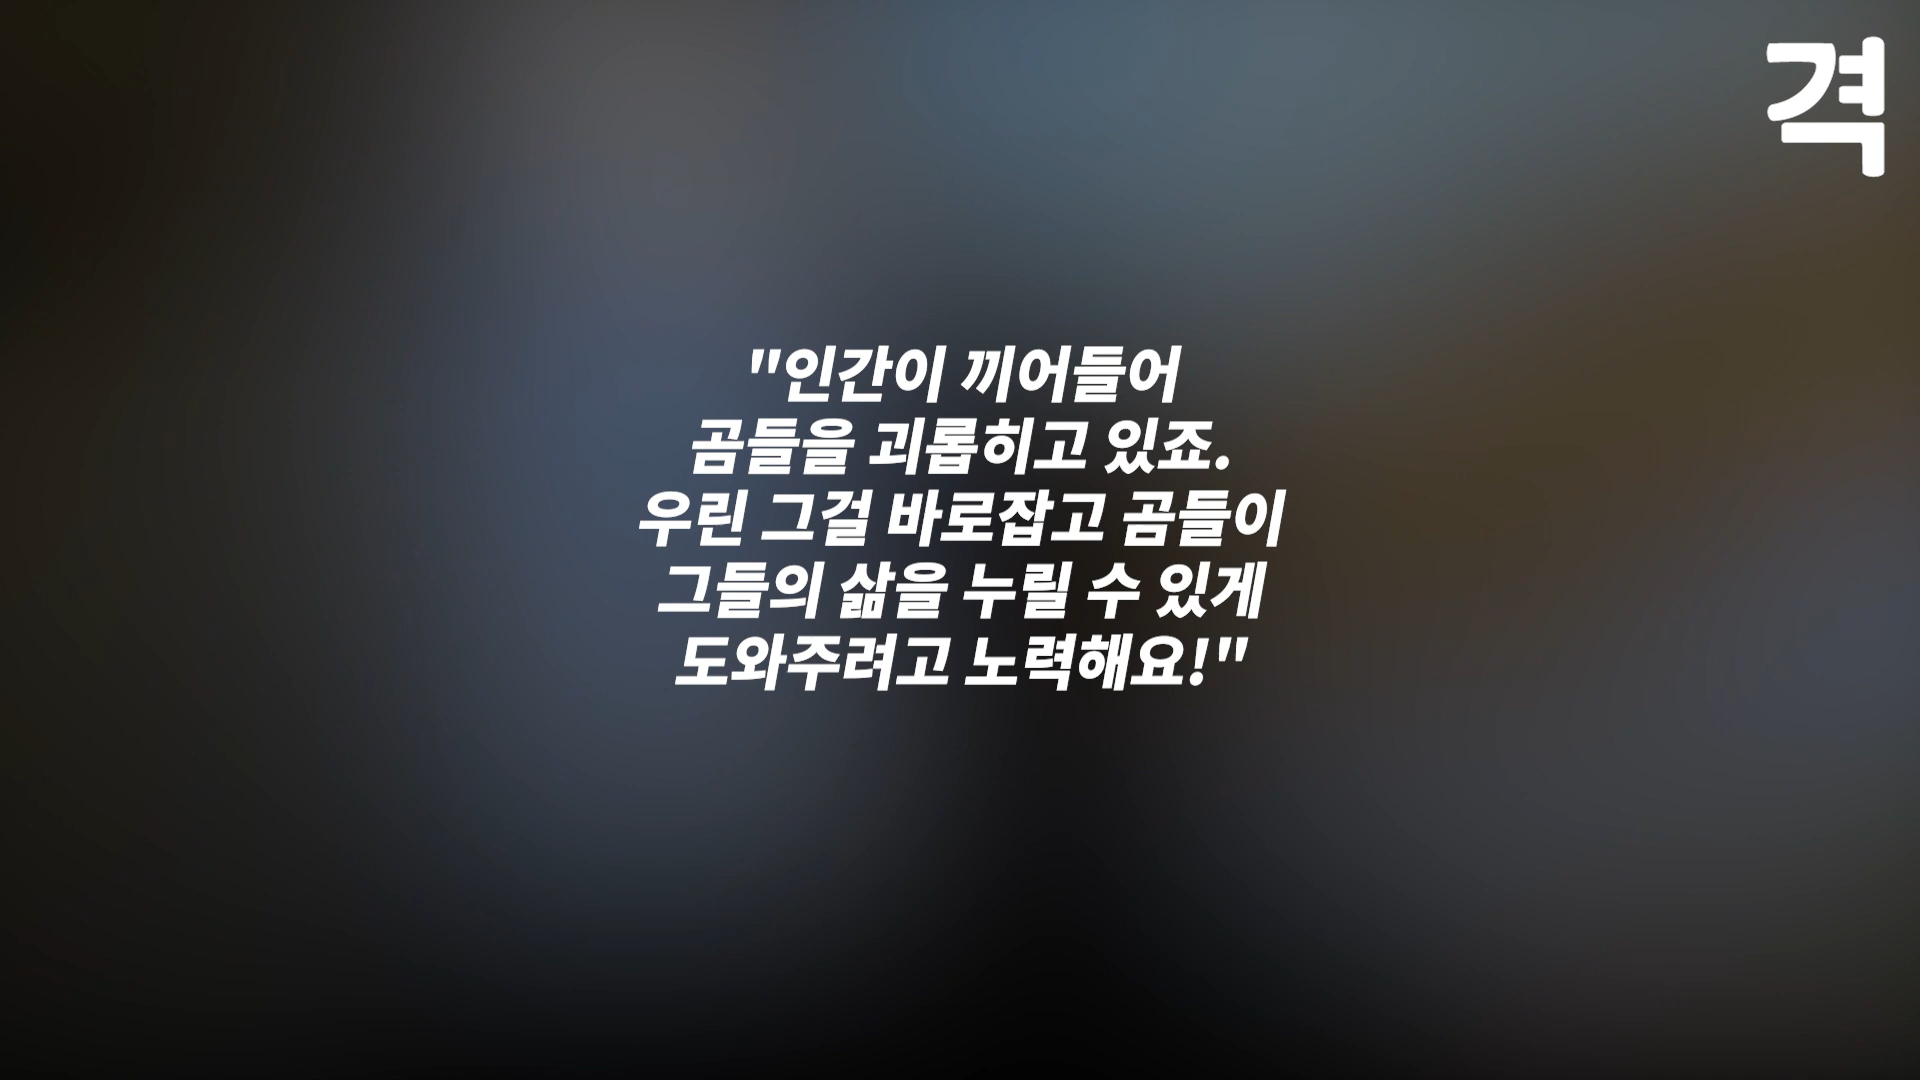 격
"인간이 끼어들어
곰들을 괴롭히고 있죠.
우린 그걸 바로잡고 곰들이
그들의 삶을 누릴 수 있게
도와주려고 노력해요!"